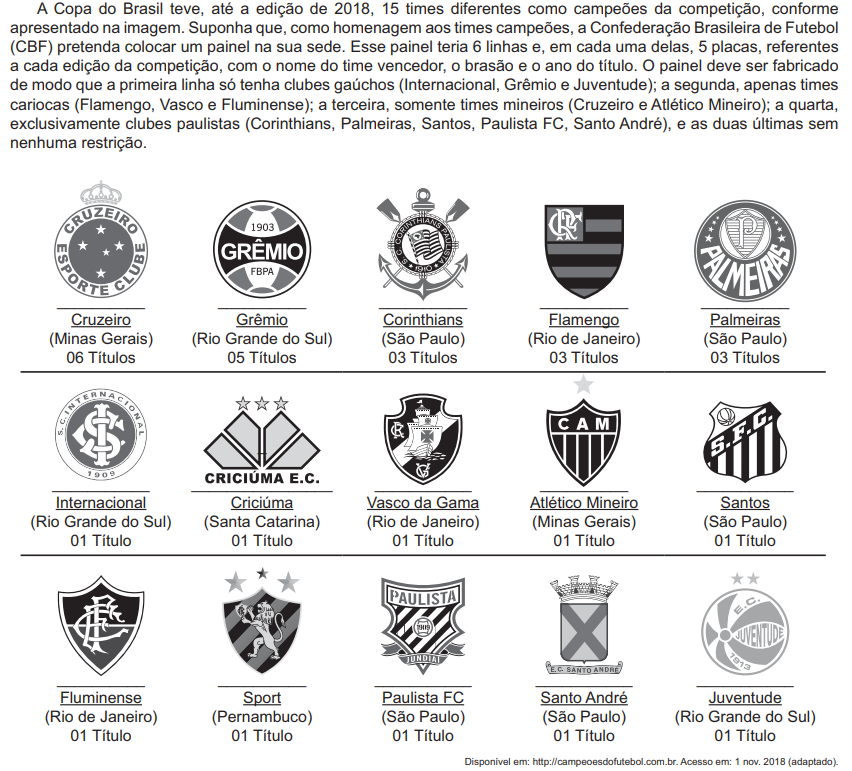 A Copa do Brasil teve, até a edição de 2018, 15 times diferentes como campeões da competição, conforme
apresentado na imagem. Suponha que, como homenagem aos times campeões, a Confederação Brasileira de Futebol
(CBF) pretenda colocar um painel na sua sede. Esse painel teria 6 linhas e, em cada uma delas, 5 placas, referentes
a cada edição da competição, com o nome do time vencedor, o brasão e o ano do título. O painel deve ser fabricado
de modo que a primeira linha só tenha clubes gaúchos (Internacional, Grêmio e Juventude); a segunda, apenas times
cariocas (Flamengo, Vasco e Fluminense); a terceira, somente times mineiros (Cruzeiro e Atlético Mineiro); a quarta,
exclusivamente clubes paulistas (Corinthians, Palmeiras, Santos, Paulista FC, Santo André), e as duas últimas sem
nenhuma restrição.
CRUZEIRO ESPORTE CLUBE
1903
GRÊMIO
FBPA
S. C. CORINTHIANS PAULISTA
1910
CRF
P
PALMEIRAS
Cruzeiro
(Minas Gerais)
06 Títulos
Grêmio
(Rio Grande do Sul)
05 Títulos
Corinthians
(São Paulo)
03 Títulos
Flamengo
(Rio de Janeiro)
03 Títulos
Palmeiras
(São Paulo)
03 Títulos
S.C. INTERNACIONAL
1909
CRICIÚMA E.C.
CAM
S.F.C.
Internacional
(Rio Grande do Sul)
01 Título
Criciúma
(Santa Catarina)
01 Título
Vasco da Gama
(Rio de Janeiro)
01 Título
Atlético Mineiro
(Minas Gerais)
01 Título
Santos
(São Paulo)
01 Título
PAULISTA
1909
JUNDIAÍ
E.C. SANTO ANDRÉ
E.C.
JUVENTUDE
1913
Fluminense
(Rio de Janeiro)
01 Título
Sport
(Pernambuco)
01 Título
Paulista FC
(São Paulo)
01 Título
Santo André
(São Paulo)
01 Título
Juventude
(Rio Grande do Sul)
01 Título
Disponível em: http://campeoesdofutebol.com.br. Acesso em: 1 nov. 2018 (adaptado).